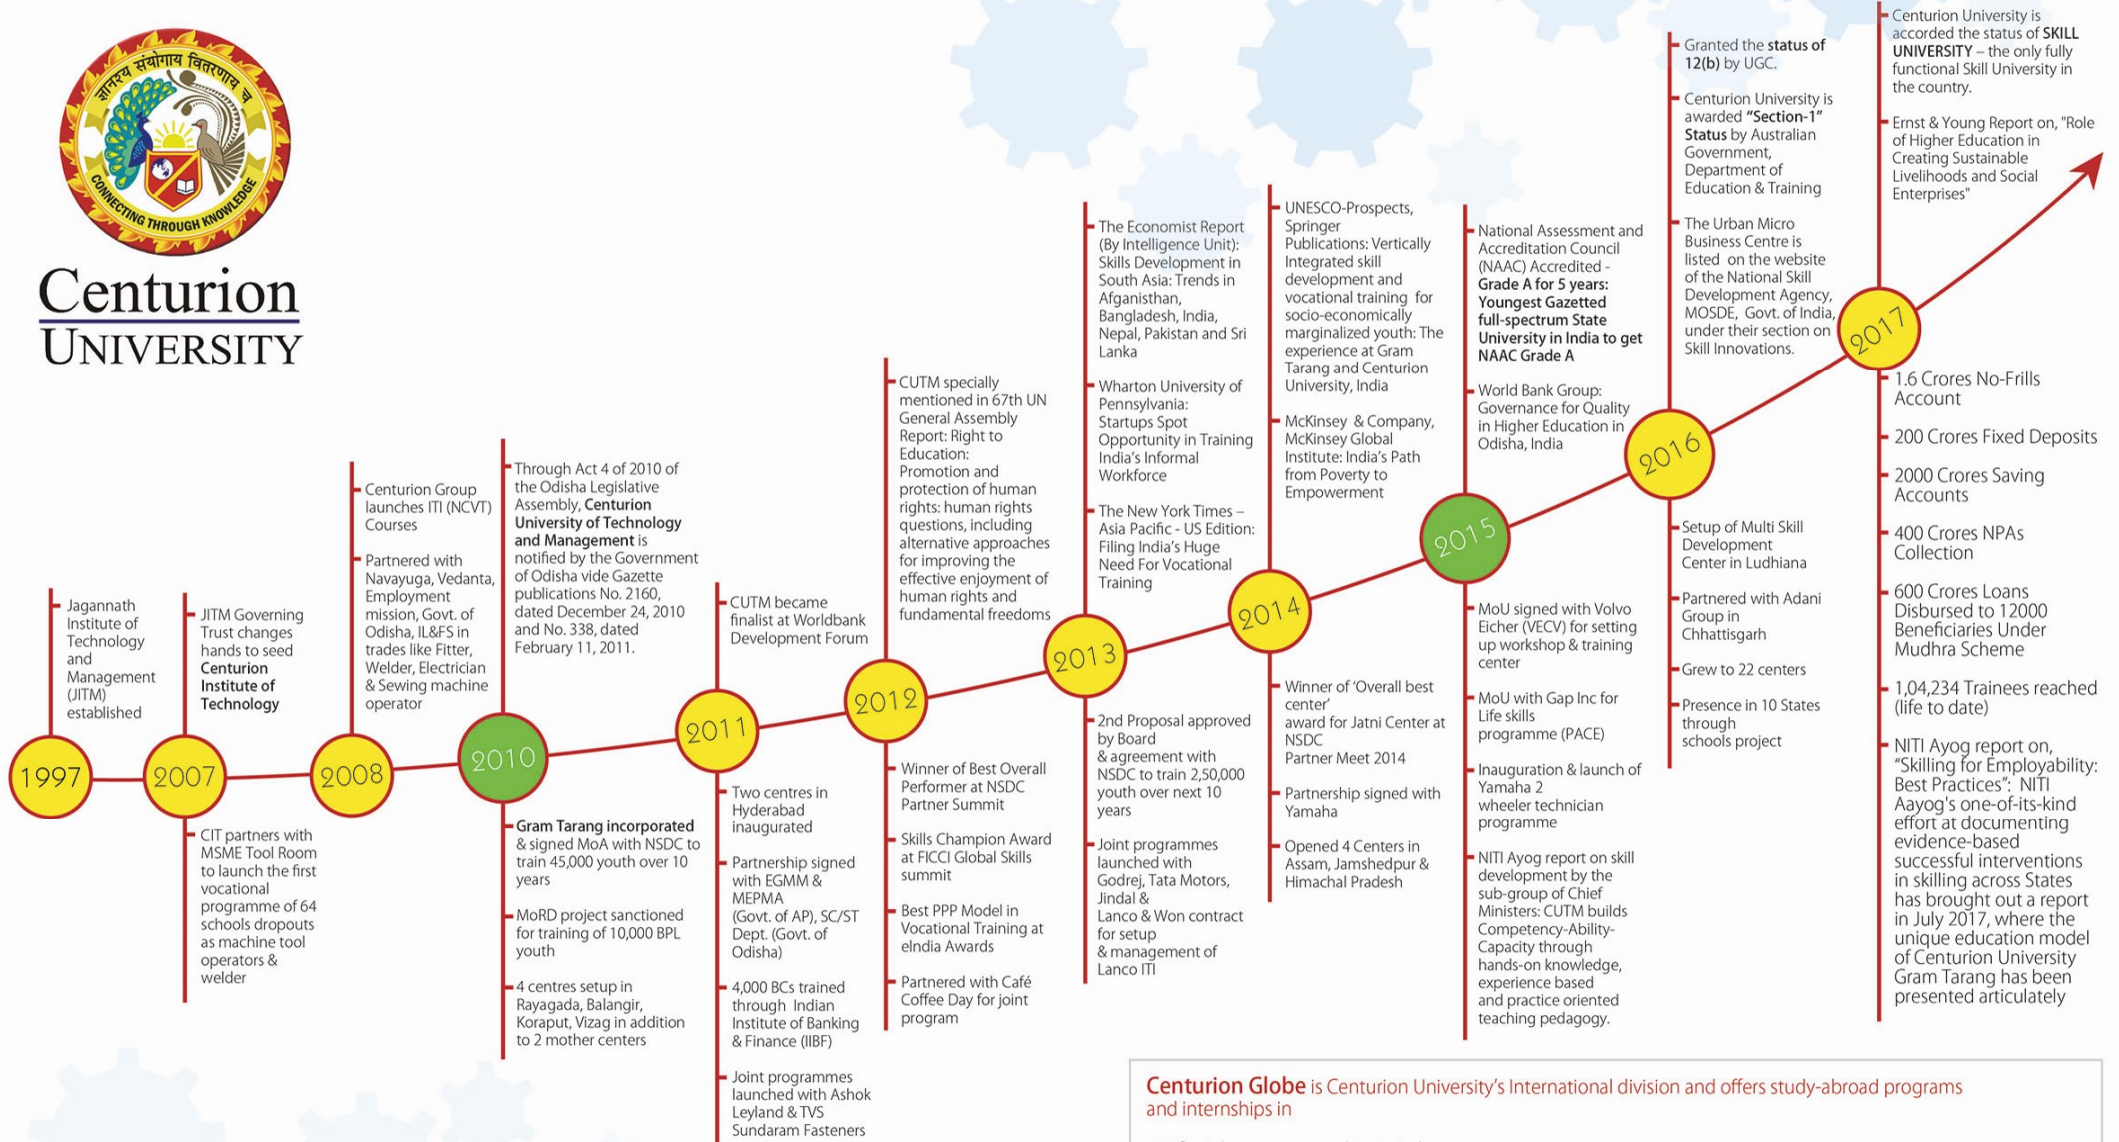 ज्ञानस्य संयोगाय वितरणाय च
CONNECTING THROUGH KNOWLEDGE
Centurion
UNIVERSITY
1997
Jagannath
Institute of
Technology
and
Management
(JITM)
established
2007
JITM Governing
Trust changes
hands to seed
Centurion
Institute of
Technology
CIT partners with
MSME Tool Room
to launch the first
vocational
programme of 64
schools dropouts
as machine tool
operators &
welder
2008
Centurion Group
launches ITI (NCVT)
Courses
Partnered with
Navayuga, Vedanta,
Employment
mission, Govt. of
Odisha, IL&FS in
trades like Fitter,
Welder, Electrician
& Sewing machine
operator
2010
Through Act 4 of 2010 of
the Odisha Legislative
Assembly, Centurion
University of Technology
and Management is
notified by the Government
of Odisha vide Gazette
publications No. 2160,
dated December 24, 2010
and No. 338, dated
February 11, 2011.
Gram Tarang incorporated
& signed MoA with NSDC to
train 45,000 youth over 10
years
MoRD project sanctioned
for training of 10,000 BPL
youth
4 centres setup in
Rayagada, Balangir,
Koraput, Vizag in addition
to 2 mother centers
2011
CUTM became
finalist at Worldbank
Development Forum
Two centres in
Hyderabad
inaugurated
Partnership signed
with EGMM &
MEPMA
(Govt. of AP), SC/ST
Dept. (Govt. of
Odisha)
4,000 BCs trained
through Indian
Institute of Banking
& Finance (IIBF)
Joint programmes
launched with Ashok
Leyland & TVS
Sundaram Fasteners
2012
CUTM specially
mentioned in 67th UN
General Assembly
Report: Right to
Education:
Promotion and
protection of human
rights: human rights
questions, including
alternative approaches
for improving the
effective enjoyment of
human rights and
fundamental freedoms
Winner of Best Overall
Performer at NSDC
Partner Summit
Skills Champion Award
at FICCI Global Skills
summit
Best PPP Model in
Vocational Training at
eIndia Awards
Partnered with Café
Coffee Day for joint
program
2013
The Economist Report
(By Intelligence Unit):
Skills Development in
South Asia: Trends in
Afganisthan,
Bangladesh, India,
Nepal, Pakistan and Sri
Lanka
Wharton University of
Pennsylvania:
Startups Spot
Opportunity in Training
India's Informal
Workforce
The New York Times –
Asia Pacific - US Edition:
Filing India's Huge
Need For Vocational
Training
2nd Proposal approved
by Board
& agreement with
NSDC to train 2,50,000
youth over next 10
years
Joint programmes
launched with
Godrej, Tata Motors,
Jindal &
Lanco & Won contract
for setup
& management of
Lanco ITI
2014
UNESCO-Prospects,
Springer
Publications: Vertically
Integrated skill
development and
vocational training for
socio-economically
marginalized youth: The
experience at Gram
Tarang and Centurion
University, India
McKinsey & Company,
McKinsey Global
Institute: India's Path
from Poverty to
Empowerment
Winner of 'Overall best
center'
award for Jatni Center at
NSDC
Partner Meet 2014
Partnership signed with
Yamaha
Opened 4 Centers in
Assam, Jamshedpur &
Himachal Pradesh
2015
National Assessment and
Accreditation Council
(NAAC) Accredited -
Grade A for 5 years:
Youngest Gazetted
full-spectrum State
University in India to get
NAAC Grade A
World Bank Group:
Governance for Quality
in Higher Education in
Odisha, India
MoU signed with Volvo
Eicher (VECV) for setting
up workshop & training
center
MoU with Gap Inc for
Life skills
programme (PACE)
Inauguration & launch of
Yamaha 2
wheeler technician
programme
NITI Ayog report on skill
development by the
sub-group of Chief
Ministers: CUTM builds
Competency-Ability-
Capacity through
hands-on knowledge,
experience based
and practice oriented
teaching pedagogy.
2016
Granted the status of
12(b) by UGC.
Centurion University is
awarded "Section-1"
Status by Australian
Government,
Department of
Education & Training
The Urban Micro
Business Centre is
listed on the website
of the National Skill
Development Agency,
MOSDE, Govt. of India,
under their section on
Skill Innovations.
Setup of Multi Skill
Development
Center in Ludhiana
Partnered with Adani
Group in
Chhattisgarh
Grew to 22 centers
Presence in 10 States
through
schools project
2017
Centurion University is
accorded the status of SKILL
UNIVERSITY – the only fully
functional Skill University in
the country.
Ernst & Young Report on, "Role
of Higher Education in
Creating Sustainable
Livelihoods and Social
Enterprises"
1.6 Crores No-Frills
Account
200 Crores Fixed Deposits
2000 Crores Saving
Accounts
400 Crores NPAs
Collection
600 Crores Loans
Disbursed to 12000
Beneficiaries Under
Mudhra Scheme
1,04,234 Trainees reached
(life to date)
NITI Ayog report on,
"Skilling for Employability:
Best Practices": NITI
Aayog's one-of-its-kind
effort at documenting
evidence-based
successful interventions
in skilling across States
has brought out a report
in July 2017, where the
unique education model
of Centurion University
Gram Tarang has been
presented articulately
Centurion Globe is Centurion University's International division and offers study-abroad programs
and internships in